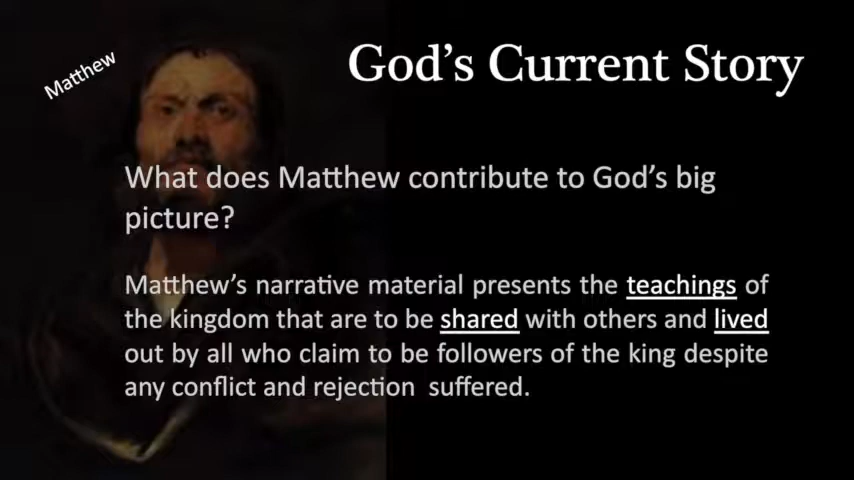 Matthew
God's Current Story
What does Matthew contribute to God's big
picture?
Matthew's narrative material presents the teachings of
the kingdom that are to be shared with others and lived
out by all who claim to be followers of the king despite
any conflict and rejection suffered.